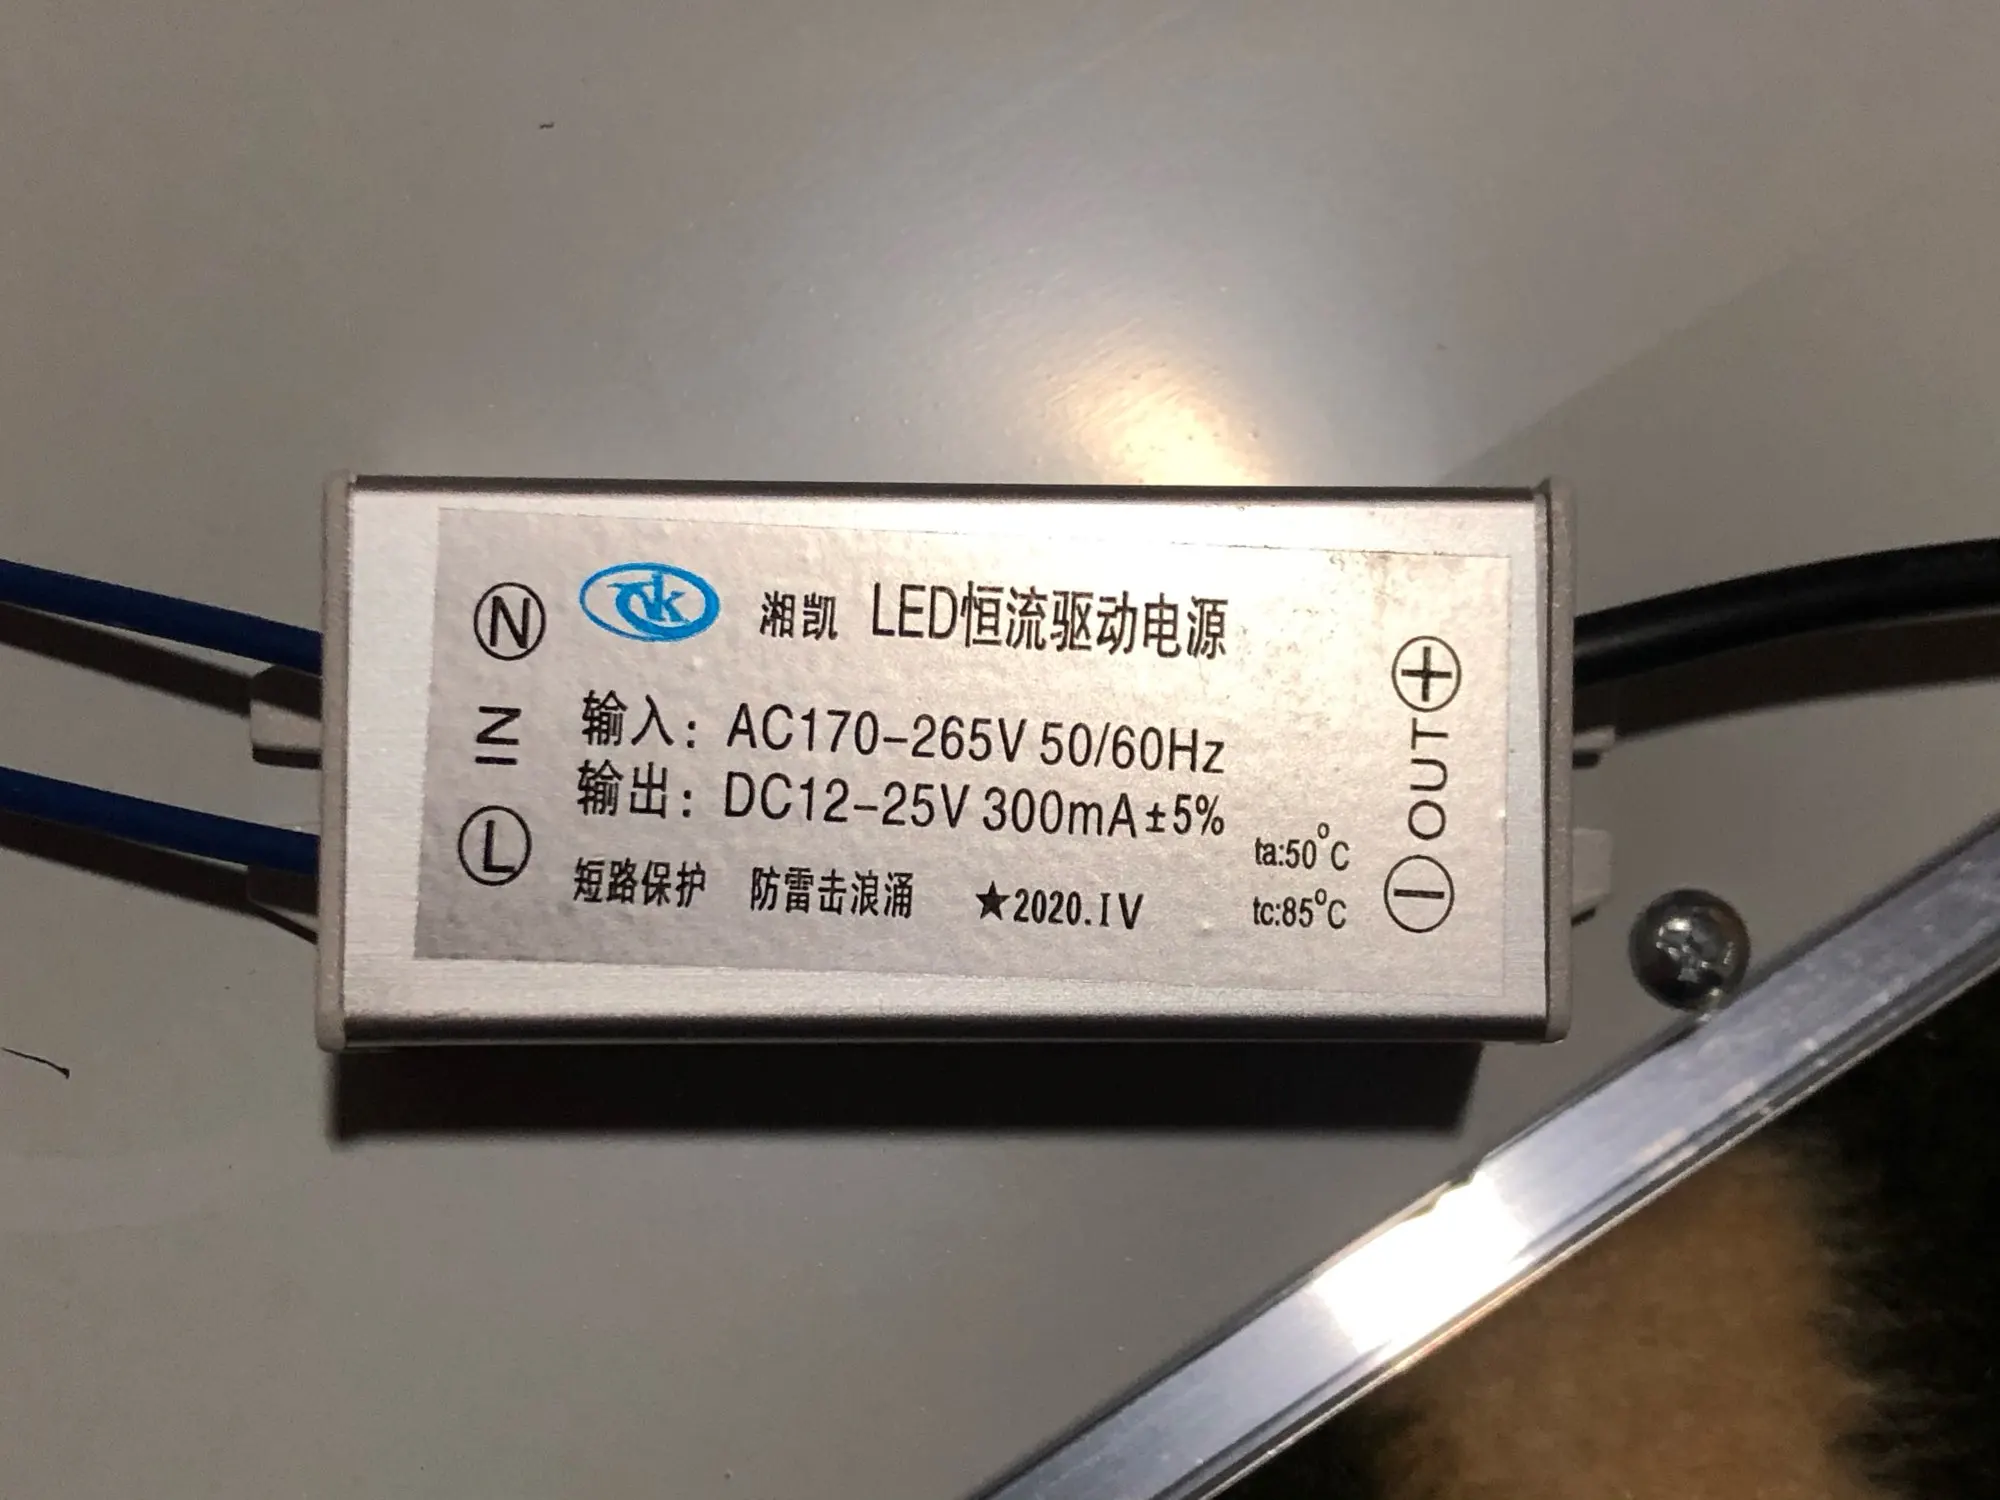 Ⓝ IN Ⓛ
湘凯 LED恒流驱动电源
输入: AC170-265V 50/60Hz
输出: DC12-25V 300mA±5%
短路保护 防雷击浪涌 ★2020.IV
ta:50°C
tc:85°C
⊖ OUT ⊕